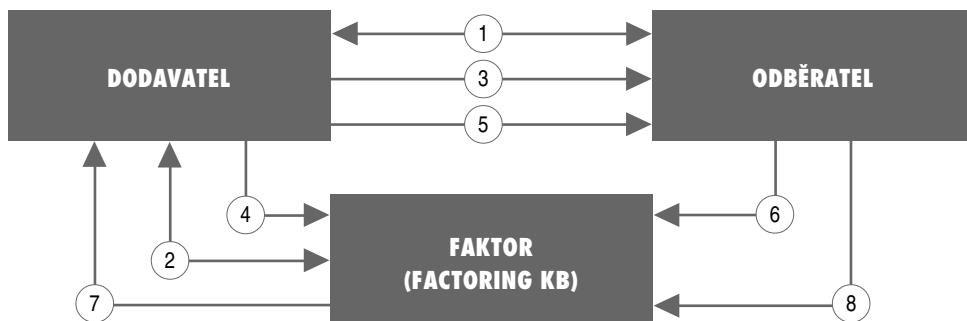 1
DODAVATEL
3
ODBĚRATEL
5
4
6
FAKTOR
2
(FACTORING KB)
7
8